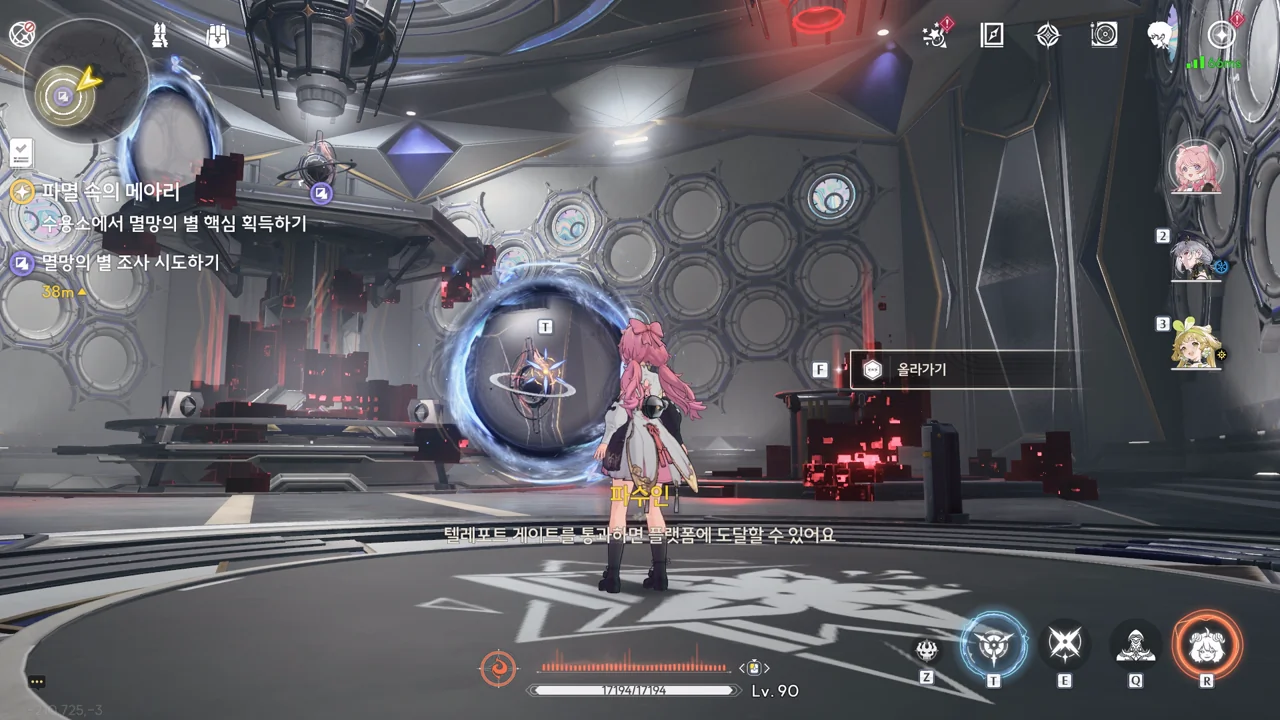 파멸 속의 메아리
수용소에서 멸망의 별 핵심 획득하기
멸망의 별 조사 시도하기
38m
T
F
올라가기
2
3
파수인
텔레포트 게이트를 통과하면 플랫폼에 도달할 수 있어요
17194/17194
Lv. 90
Z
T
E
Q
R